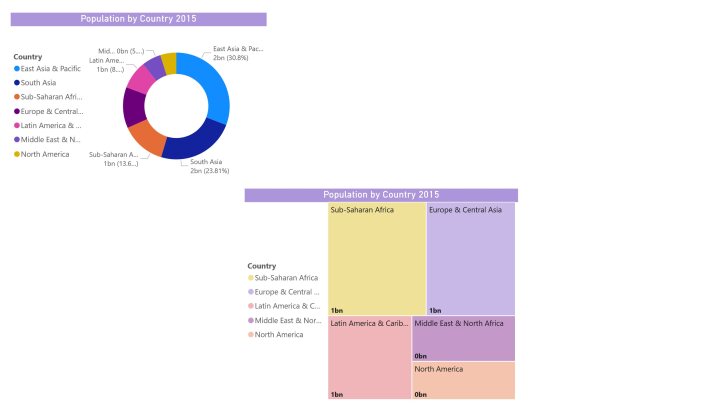 Population by Country 2015
Country
East Asia & Pacific
South Asia
Sub-Saharan Afri...
Europe & Central...
Latin America & ...
Middle East & N...
North America
Mid... 0bn (5....)
Latin Ame...
1bn (8....)
East Asia & Pac...
2bn (30.8%)
Sub-Saharan A...
1bn (13.6...)
South Asia
2bn (23.81%)
Population by Country 2015
Country
Sub-Saharan Africa
Europe & Central ...
Latin America & C...
Middle East & Nor...
North America
Sub-Saharan Africa
1bn
Europe & Central Asia
1bn
Latin America & Carib...
1bn
Middle East & North Africa
0bn
North America
0bn